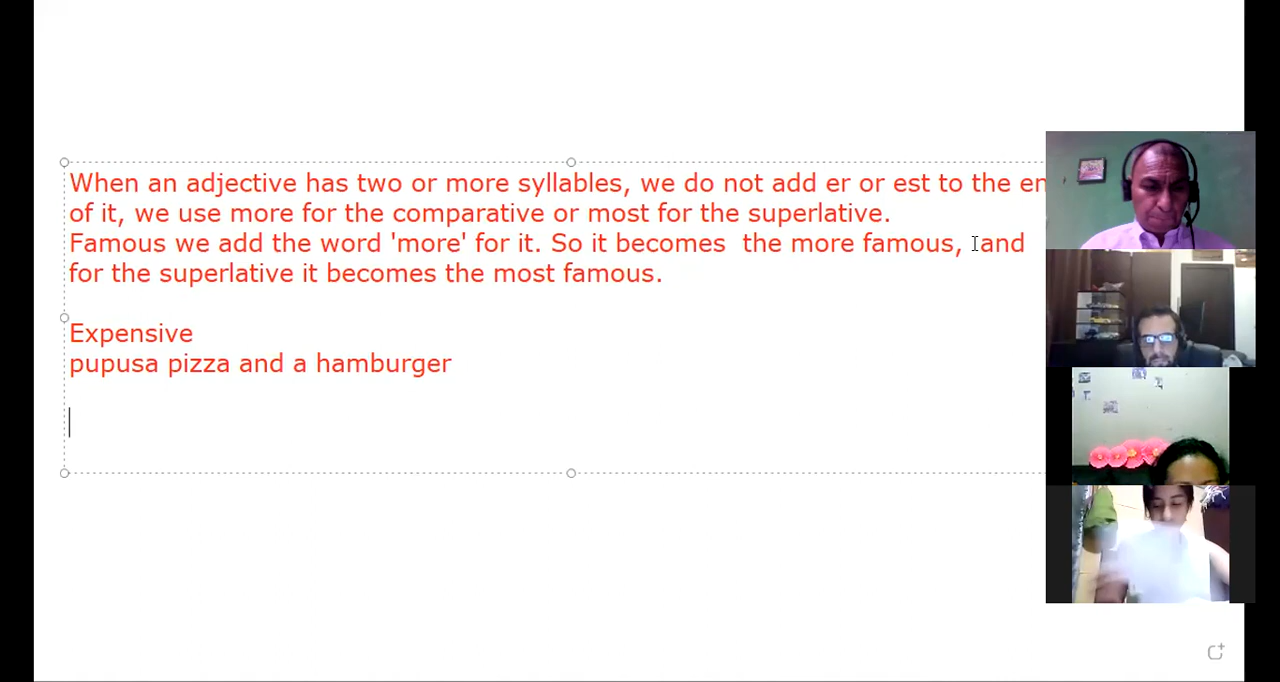 When an adjective has two or more syllables, we do not add er or est to the en
of it, we use more for the comparative or most for the superlative.
Famous we add the word 'more' for it. So it becomes the more famous, and
for the superlative it becomes the most famous.
Expensive
pupusa pizza and a hamburger